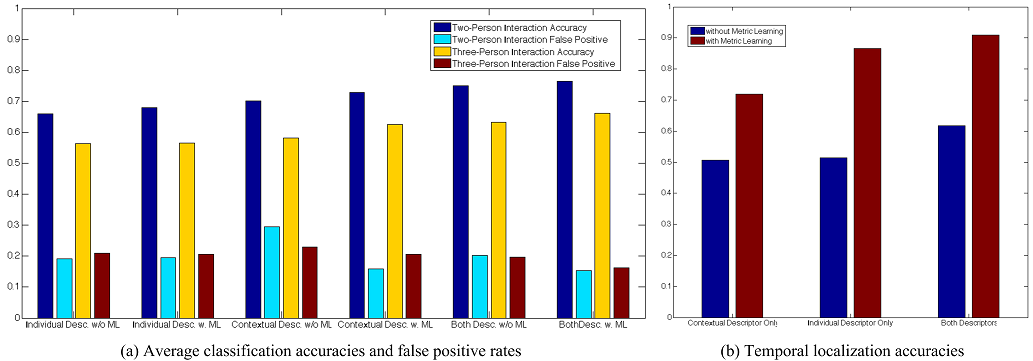 1
0.9
0.8
0.7
0.6
0.5
0.4
0.3
0.2
0.1
0
Two-Person Interaction Accuracy
Two-Person Interaction False Positive
Three-Person Interaction Accuracy
Three-Person Interaction False Positive
Individual Desc. w/o ML Individual Desc. w. ML Contextual Desc. w/o ML Contextual Desc. w. ML Both Desc. w/o ML BothDesc. w. ML
(a) Average classification accuracies and false positive rates
1
0.9
0.8
0.7
0.6
0.5
0.4
0.3
0.2
0.1
0
without Metric Learning
with Metric Learning
Contextual Descriptor Only Individual Descriptor Only Both Descriptors
(b) Temporal localization accuracies